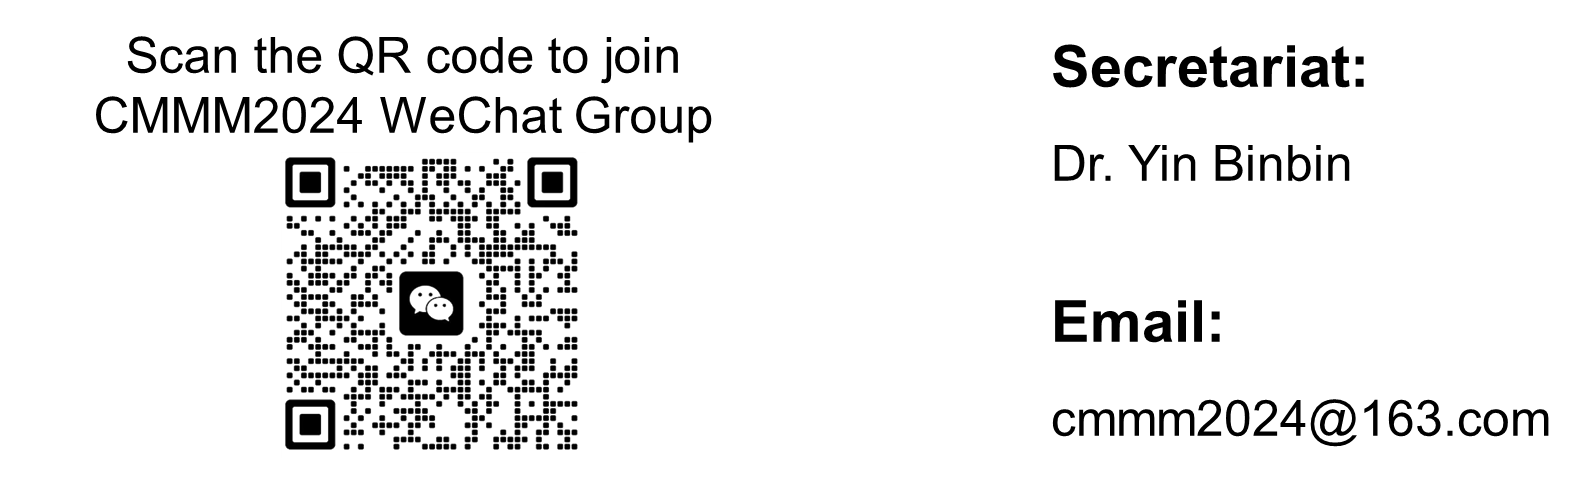 Scan the QR code to join
CMMM2024 WeChat Group
Secretariat:
Dr. Yin Binbin
Email:
cmmm2024@163.com